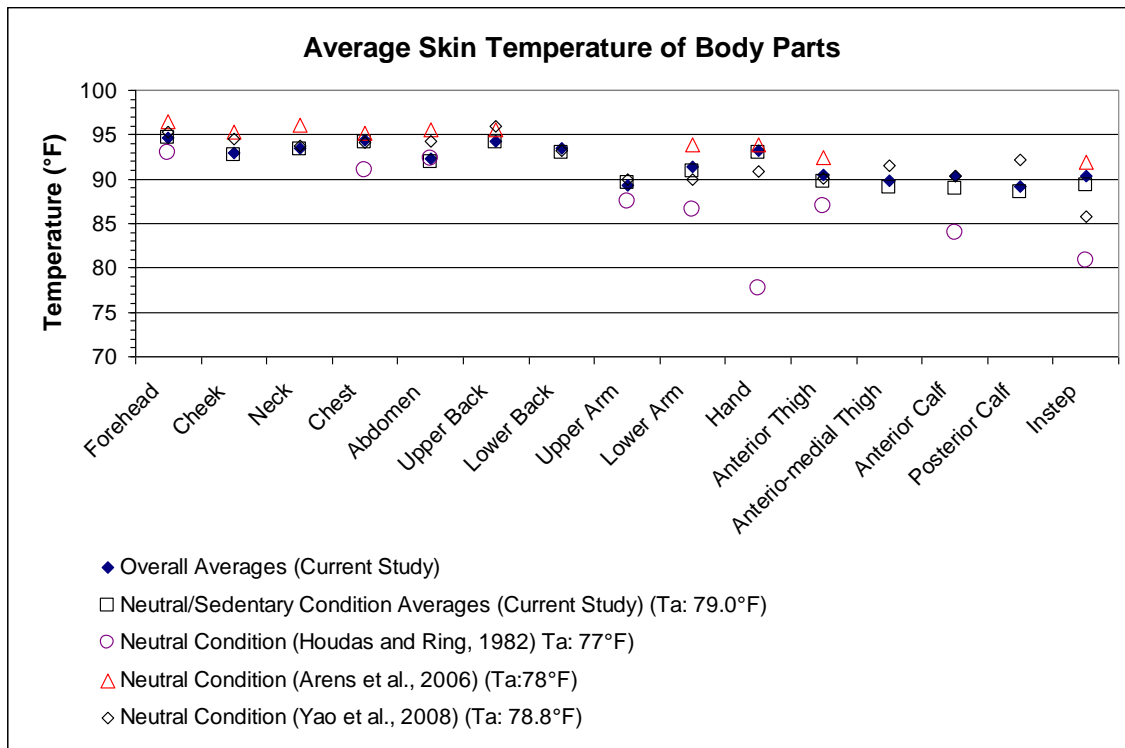 Average Skin Temperature of Body Parts
100
95
90
85
80
75
70
Temperature (°F)
Forehead
Cheek
Neck
Chest
Abdomen
Upper Back
Lower Back
Upper Arm
Lower Arm
Hand
Anterior Thigh
Anterio-medial Thigh
Anterior Calf
Posterior Calf
Instep
Overall Averages (Current Study)
Neutral/Sedentary Condition Averages (Current Study) (Ta: 79.0°F)
Neutral Condition (Houdas and Ring, 1982) Ta: 77°F)
Neutral Condition (Arens et al., 2006) (Ta:78°F)
Neutral Condition (Yao et al., 2008) (Ta: 78.8°F)